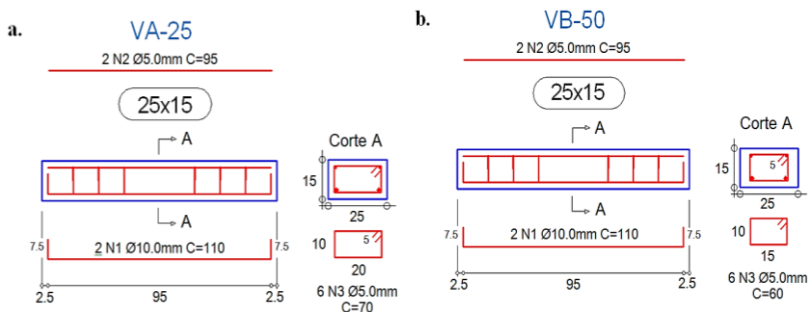 a.
VA-25
2 N2 Ø5.0mm C=95
25x15
A
Corte A
15
25
A
7.5
2 N1 Ø10.0mm C=110
7.5
10
5
20
2.5
95
2.5
6 N3 Ø5.0mm
C=70
b.
VB-50
2 N2 Ø5.0mm C=95
25x15
A
Corte A
15
5
25
A
7.5
2 N1 Ø10.0mm C=110
7.5
10
15
2.5
95
2.5
6 N3 Ø5.0mm
C=60